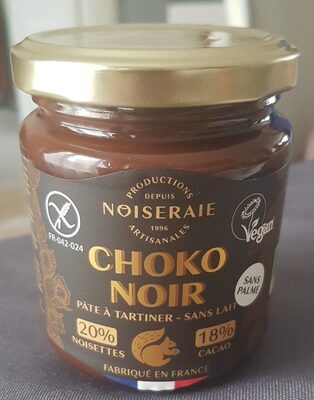 PRODUCTIONS
DEPUIS
NOISERAIE
1996
ARTISANALES
FR-042-024
Vegan
CHOKO
NOIR
SANS
PALME
PÂTE À TARTINER - SANS LAIT
20%
NOISETTES
18%
CACAO
FABRIQUÉ EN FRANCE